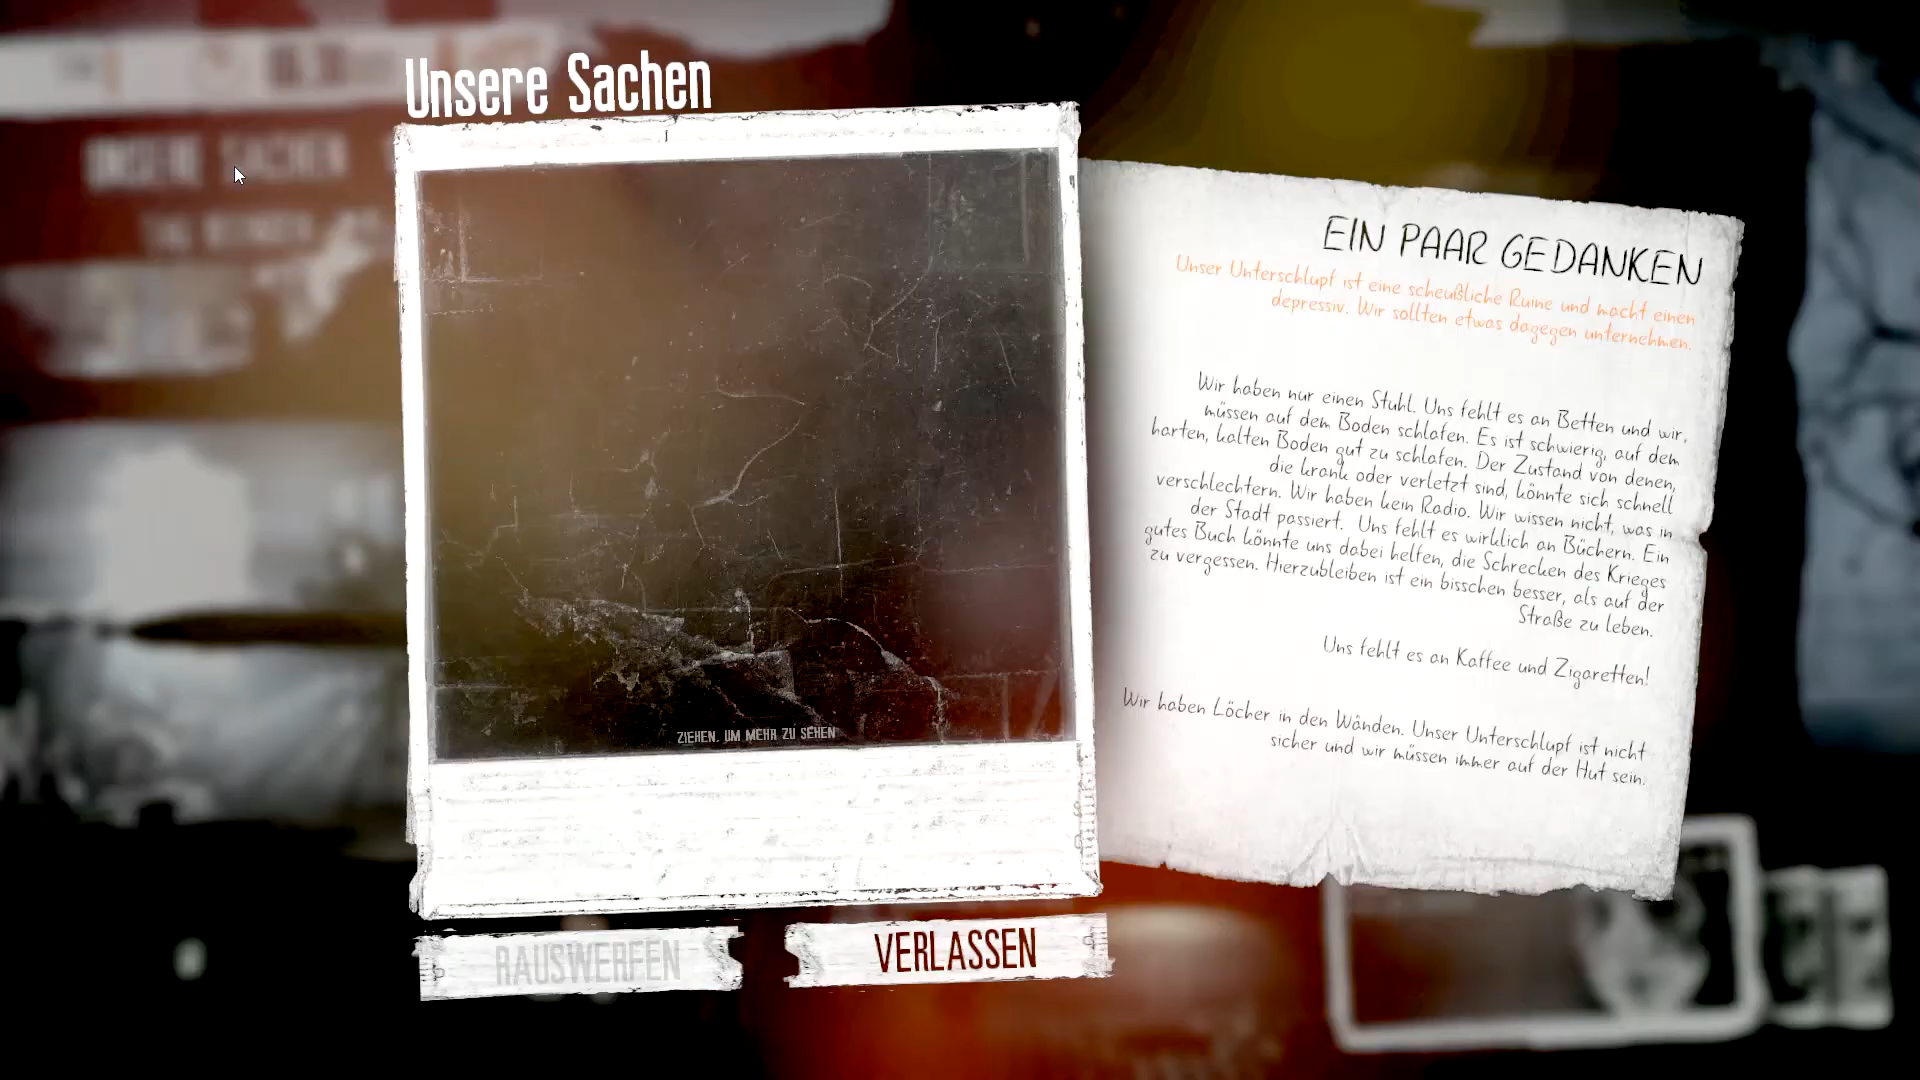 Unsere Sachen
UNSERE SACHEN
EIN PAAR GEDANKEN
Unser Unterschlupf ist eine scheußliche Ruine und macht einen
depressiv. Wir sollten etwas dagegen unternehmen.
Wir haben nur einen Stuhl. Uns fehlt es an Betten und wir,
müssen auf dem Boden schlafen. Es ist schwierig, auf dem
harten, kalten Boden gut zu schlafen. Der Zustand von denen,
die krank oder verletzt sind, könnte sich schnell
verschlechtern. Wir haben kein Radio. Wir wissen nicht, was in
der Stadt passiert. Uns fehlt es wirklich an Büchern. Ein
gutes Buch könnte uns dabei helfen, die Schrecken des Krieges
zu vergessen. Hierzubleiben ist ein bisschen besser, als auf der
Straße zu leben.
Uns fehlt es an Kaffee und Zigaretten!
Wir haben Löcher in den Wänden. Unser Unterschlupf ist nicht
sicher und wir müssen immer auf der Hut sein.
ZIEHEN, UM MEHR ZU SEHEN
RAUSWERFEN
VERLASSEN